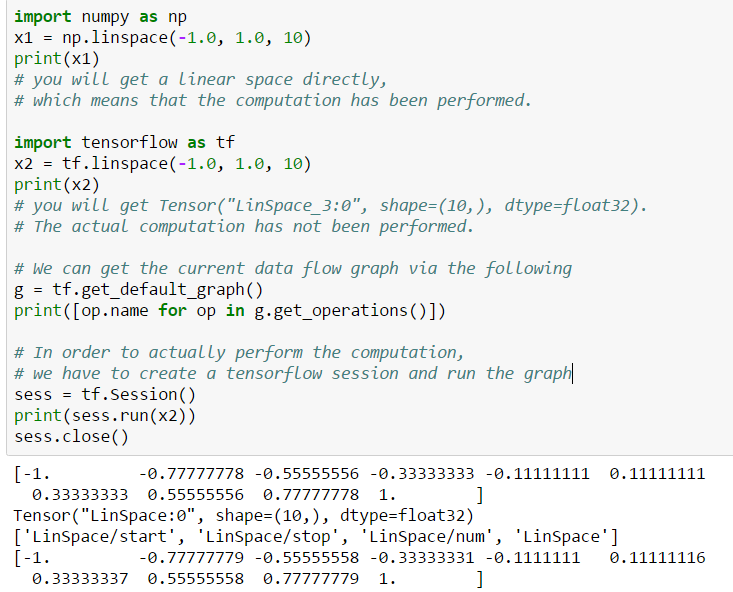 import numpy as np
x1 = np.linspace(-1.0, 1.0, 10)
print(x1)
# you will get a linear space directly,
# which means that the computation has been performed.

import tensorflow as tf
x2 = tf.linspace(-1.0, 1.0, 10)
print(x2)
# you will get Tensor("LinSpace_3:0", shape=(10,), dtype=float32).
# The actual computation has not been performed.

# We can get the current data flow graph via the following
g = tf.get_default_graph()
print([op.name for op in g.get_operations()])

# In order to actually perform the computation,
# we have to create a tensorflow session and run the graph
sess = tf.Session()
print(sess.run(x2))
sess.close()

[-1.         -0.77777778 -0.55555556 -0.33333333 -0.11111111  0.11111111
  0.33333333  0.55555556  0.77777778  1.        ]
Tensor("LinSpace:0", shape=(10,), dtype=float32)
['LinSpace/start', 'LinSpace/stop', 'LinSpace/num', 'LinSpace']
[-1.         -0.77777779 -0.55555558 -0.33333331 -0.1111111   0.11111116
  0.33333337  0.55555558  0.77777779  1.        ]